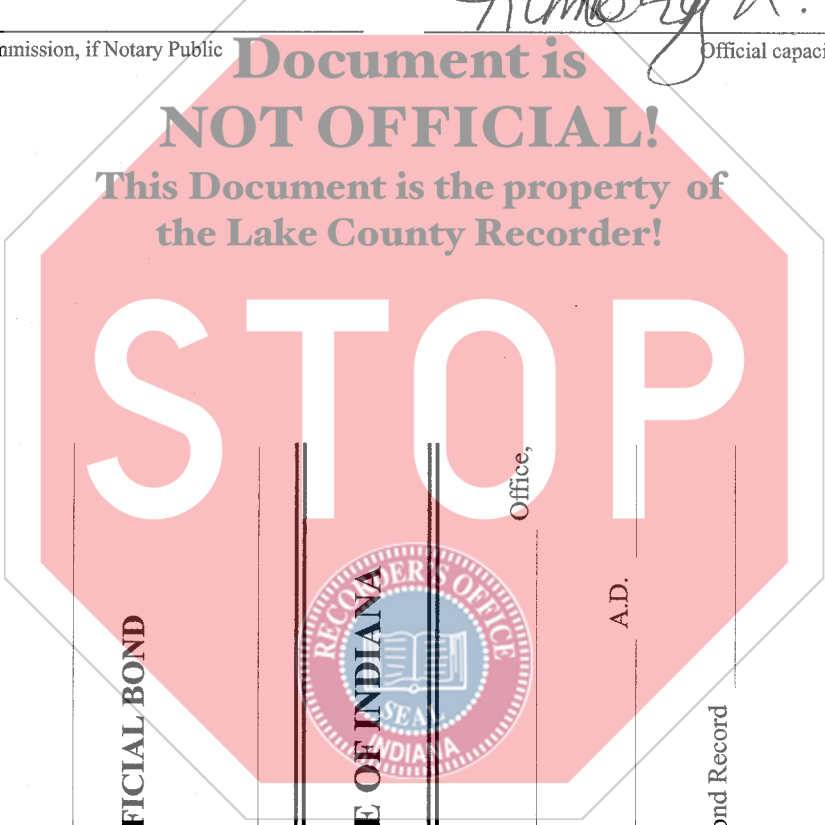 mmission, if Notary Public
Official capaci
Document is
NOT OFFICIAL!
This Document is the property of
the Lake County Recorder!
STOP
Office,
A.D.
RECORDER'S OFFICE
SEAL
INDIANA
FICIAL BOND
E OF INDIANA
ond Record